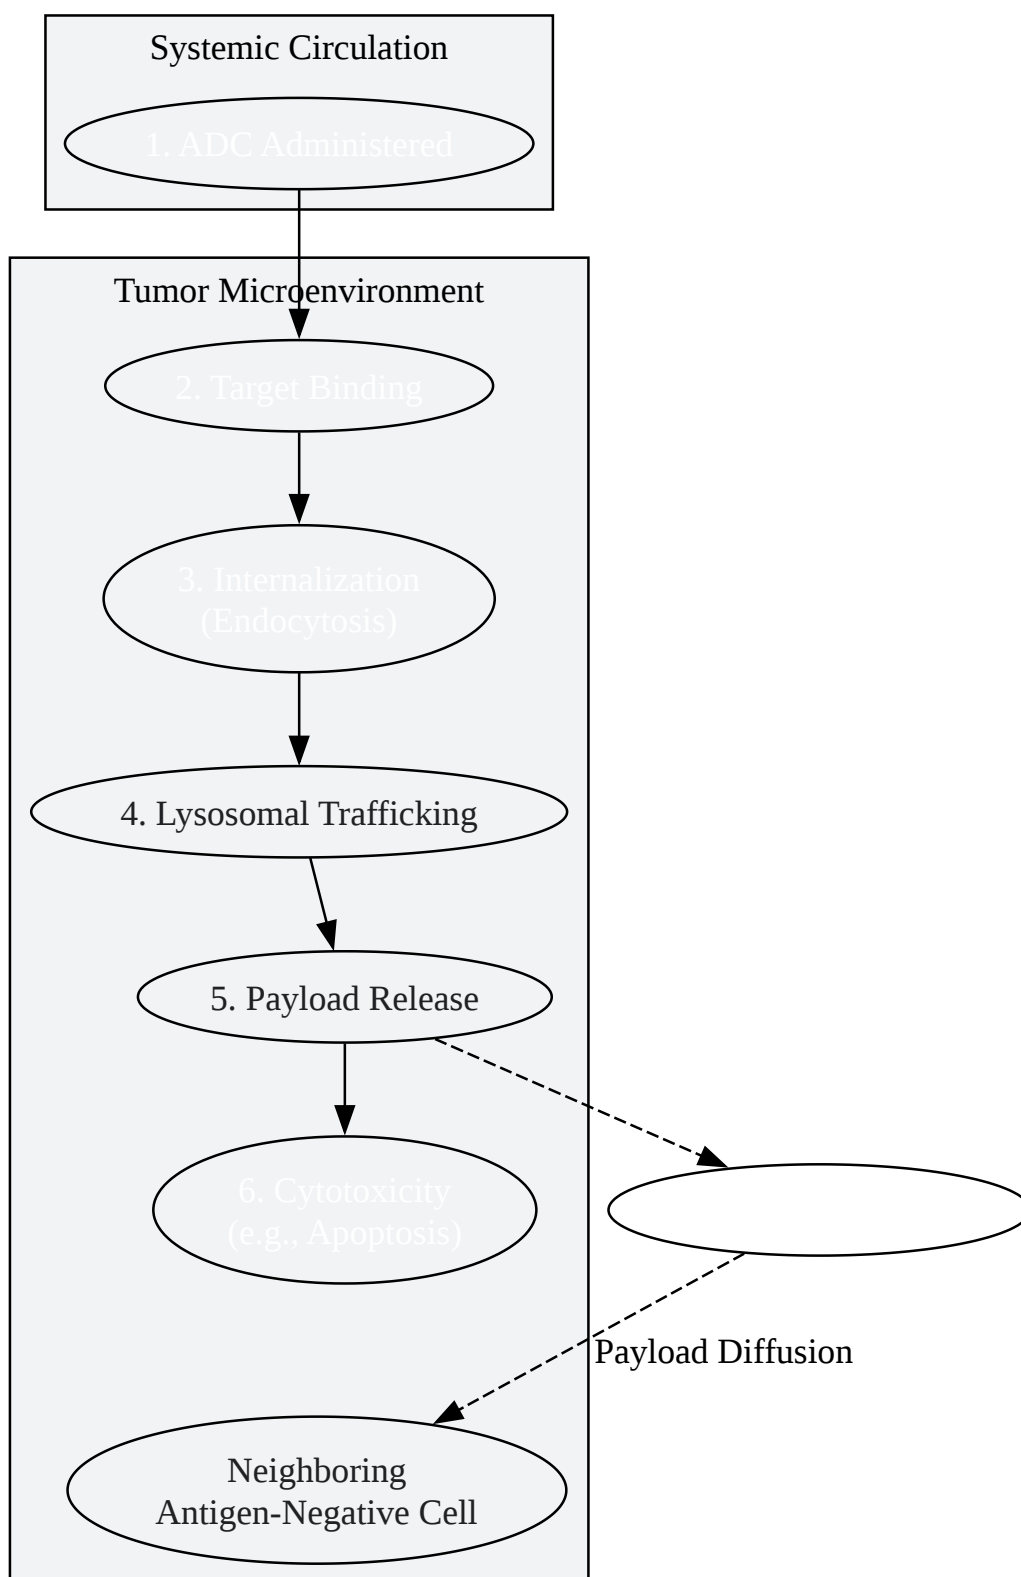 Systemic Circulation
1. ADC Administered
Tumor Microenvironment
2. Target Binding
3. Internalization
(Endocytosis)
4. Lysosomal Trafficking
5. Payload Release
6. Cytotoxicity
(e.g., Apoptosis)
Payload Diffusion
Neighboring
Antigen-Negative Cell